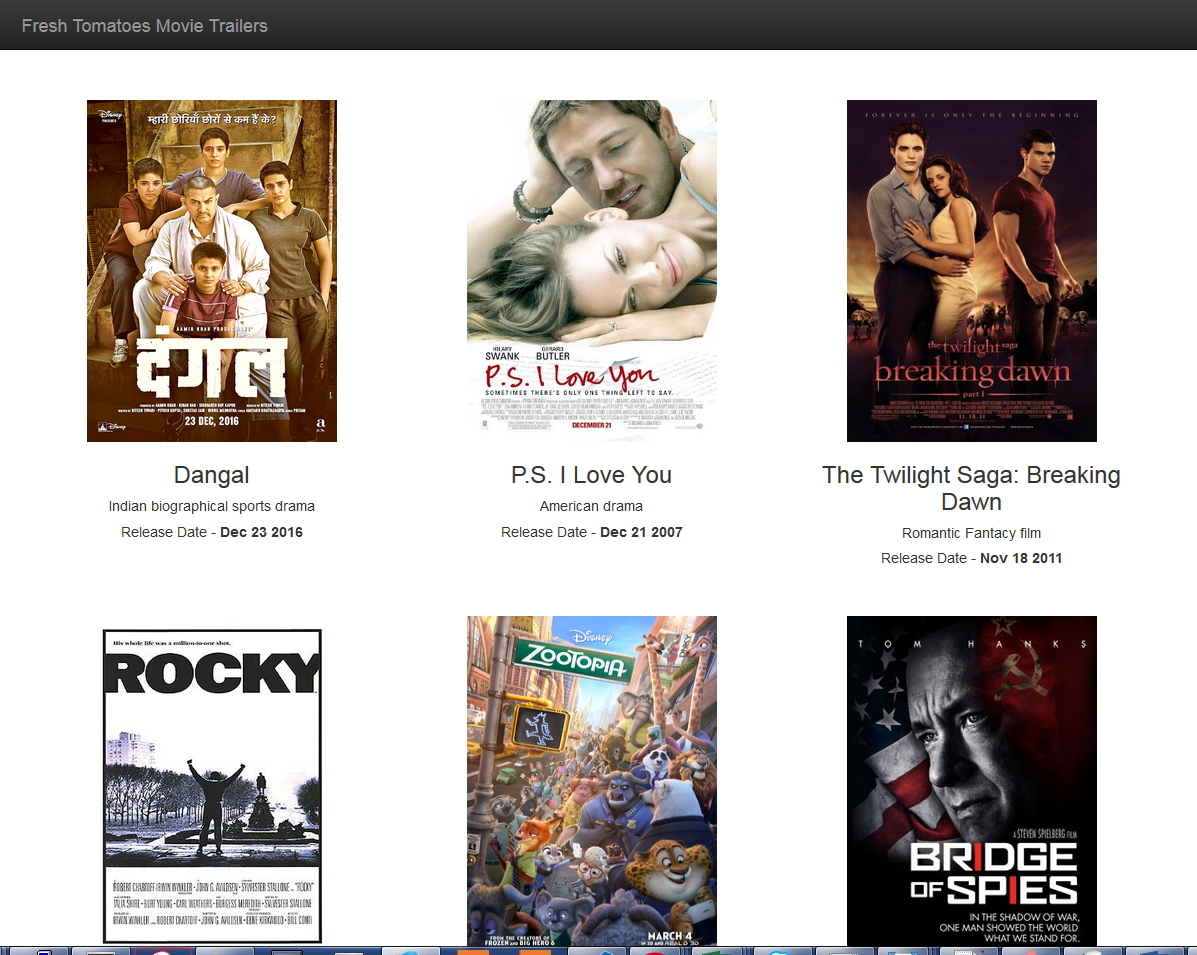 Fresh Tomatoes Movie Trailers
Disney
PRESENTS
म्हारी छोरियाँ छोरों से कम हैं के?
AAMIR KHAN PRODUCTIONS'
दंगल
23 DEC, 2016
Disney
HILARY SWANK
GERARD BUTLER
P.S. I Love You
SOMETIMES THERE'S ONLY ONE THING LEFT TO SAY.
DECEMBER 21
FOREVER IS ONLY THE BEGINNING
the twilight saga
breaking dawn
part 1
11.18.11
Dangal
Indian biographical sports drama
Release Date - Dec 23 2016
P.S. I Love You
American drama
Release Date - Dec 21 2007
The Twilight Saga: Breaking
Dawn
Romantic Fantacy film
Release Date - Nov 18 2011
His whole life was a million-to-one shot.
ROCKY
ROBERT CHARTOFF-IRWIN WINKLER JOHN G. AVILDSEN SYLVESTER STALLONE "ROCKY"
TALIA SHIRE BURT YOUNG CARL WEATHERS BURGESS MEREDITH SYLVESTER STALLONE
IRWIN WINKLER ROBERT CHARTOFF JOHN G. AVILDSEN GENE KIRKWOOD BILL CONTI
Disney
ZOOTOPIA
FROM THE CREATORS OF
FROZEN AND BIG HERO 6
MARCH 4
IN 3D AND REAL D 3D
TOM HANKS
A STEVEN SPIELBERG FILM
BRIDGE
OF SPIES
IN THE SHADOW OF WAR,
ONE MAN SHOWED THE WORLD
WHAT WE STAND FOR.